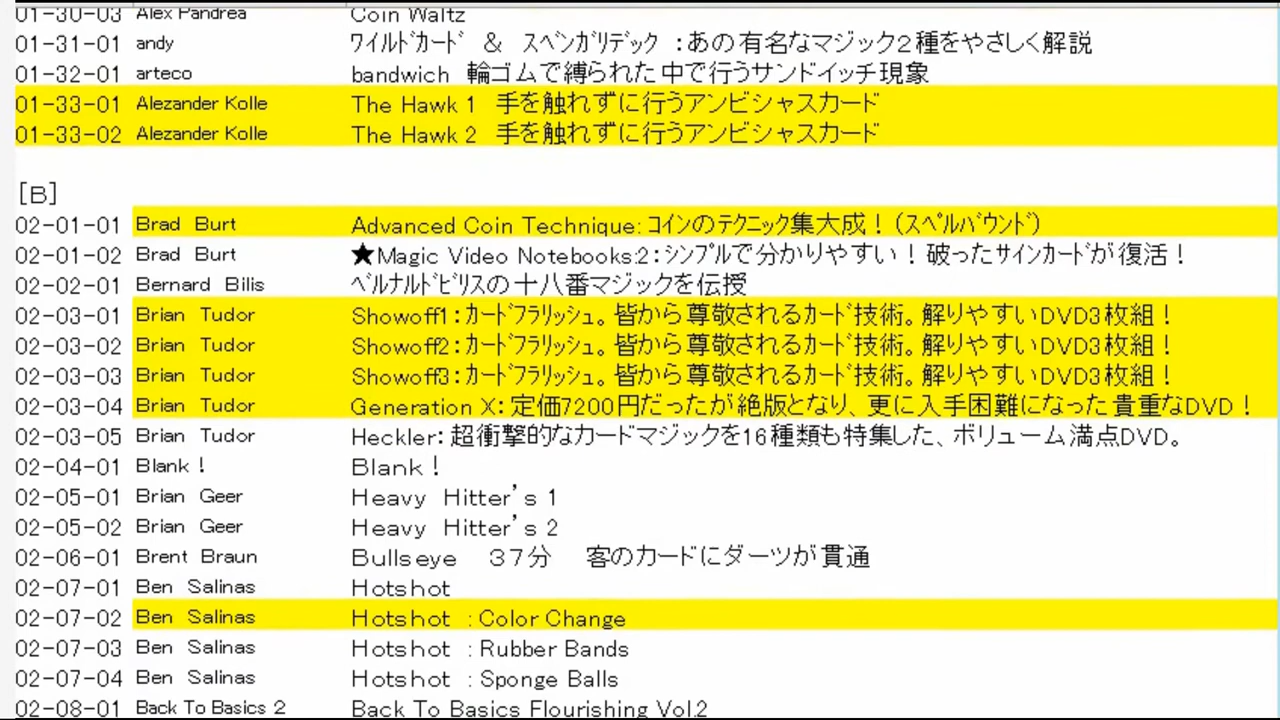 01-30-03 Alex Pandrea Coin Waltz
01-31-01 andy ﾜｲﾙﾄﾞｶｰﾄﾞ ＆ ｽﾍﾞﾝｶﾞﾘﾃﾞｯｸ ：あの有名なマジック２種をやさしく解説
01-32-01 arteco bandwich 輪ゴムで縛られた中で行うサンドイッチ現象
01-33-01 Alezander Kolle The Hawk 1 手を触れずに行うアンビシャスカード
01-33-02 Alezander Kolle The Hawk 2 手を触れずに行うアンビシャスカード
［B］
02-01-01 Brad Burt Advanced Coin Technique：ｺｲﾝのﾃｸﾆｯｸ集大成！（ｽﾍﾟﾙﾊﾞｳﾝﾄﾞ）
02-01-02 Brad Burt ★Magic Video Notebooks:2：ｼﾝﾌﾟﾙで分かりやすい！破ったｻｲﾝｶｰﾄﾞが復活！
02-02-01 Bernard Bilis ﾍﾞﾙﾅﾙﾄﾞﾋﾞﾘｽの十八番マジックを伝授
02-03-01 Brian Tudor Showoff1：ｶｰﾄﾞﾌﾗﾘｯｼｭ。皆から尊敬されるｶｰﾄﾞ技術。解りやすいDVD3枚組！
02-03-02 Brian Tudor Showoff2：ｶｰﾄﾞﾌﾗﾘｯｼｭ。皆から尊敬されるｶｰﾄﾞ技術。解りやすいDVD3枚組！
02-03-03 Brian Tudor Showoff3：ｶｰﾄﾞﾌﾗﾘｯｼｭ。皆から尊敬されるｶｰﾄﾞ技術。解りやすいDVD3枚組！
02-03-04 Brian Tudor Generation X：定価7200円だったが絶版となり、更に入手困難になった貴重なDVD！
02-03-05 Brian Tudor Heckler：超衝撃的なカードマジックを16種類も特集した、ボリューム満点DVD。
02-04-01 Blank！ Blank！
02-05-01 Brian Geer Heavy Hitter’s 1
02-05-02 Brian Geer Heavy Hitter’s 2
02-06-01 Brent Braun Bullseye ３７分 客のカードにダーツが貫通
02-07-01 Ben Salinas Hotshot
02-07-02 Ben Salinas Hotshot ：Color Change
02-07-03 Ben Salinas Hotshot ：Rubber Bands
02-07-04 Ben Salinas Hotshot ：Sponge Balls
02-08-01 Back To Basics 2 Back To Basics Flourishing Vol.2